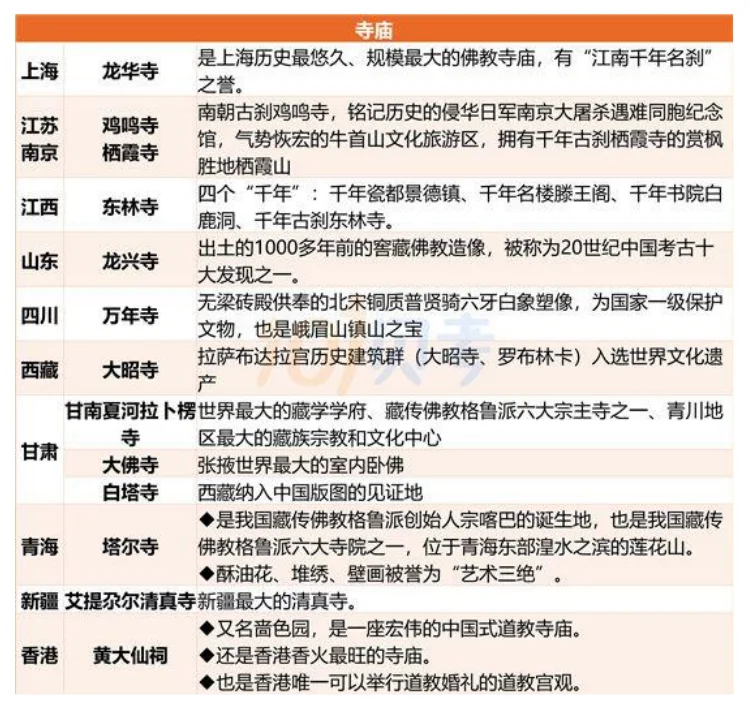 寺庙
上海 龙华寺 是上海历史最悠久、规模最大的佛教寺庙，有“江南千年名刹”
之誉。
江苏 鸡鸣寺 南朝古刹鸡鸣寺，铭记历史的侵华日军南京大屠杀遇难同胞纪念
南京 栖霞寺 馆，气势恢宏的牛首山文化旅游区，拥有千年古刹栖霞寺的赏枫
胜地栖霞山
江西 东林寺 四个“千年”：千年瓷都景德镇、千年名楼滕王阁、千年书院白
鹿洞、千年古刹东林寺。
山东 龙兴寺 出土的1000多年前的窖藏佛教造像，被称为20世纪中国考古十
大发现之一。
四川 万年寺 无梁砖殿供奉的北宋铜质普贤骑六牙白象塑像，为国家一级保护
文物，也是峨眉山镇山之宝
西藏 大昭寺 拉萨布达拉宫历史建筑群（大昭寺、罗布林卡）入选世界文化遗
产
甘肃 甘南夏河拉卜楞 世界最大的藏学学府、藏传佛教格鲁派六大宗主寺之一、青川地
寺 区最大的藏族宗教和文化中心
大佛寺 张掖世界最大的室内卧佛
白塔寺 西藏纳入中国版图的见证地
青海 塔尔寺 ◆是我国藏传佛教格鲁派创始人宗喀巴的诞生地，也是我国藏传
佛教格鲁派六大寺院之一，位于青海东部湟水之滨的莲花山。
◆酥油花、堆绣、壁画被誉为“艺术三绝”。
新疆 艾提尕尔清真寺 新疆最大的清真寺。
香港 黄大仙祠 ◆又名啬色园，是一座宏伟的中国式道教寺庙。
◆还是香港香火最旺的寺庙。
◆也是香港唯一可以举行道教婚礼的道教宫观。